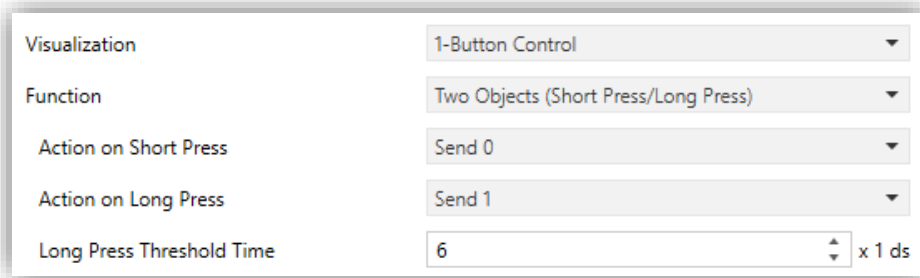 Visualization 1-Button Control
Function Two Objects (Short Press/Long Press)
Action on Short Press Send 0
Action on Long Press Send 1
Long Press Threshold Time 6 x 1 ds